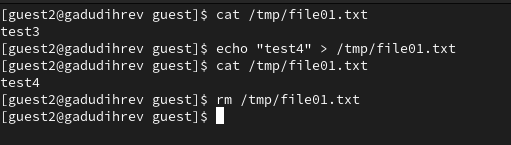 [guest2@gadudihrev guest]$ cat /tmp/file01.txt
test3
[guest2@gadudihrev guest]$ echo "test4" > /tmp/file01.txt
[guest2@gadudihrev guest]$ cat /tmp/file01.txt
test4
[guest2@gadudihrev guest]$ rm /tmp/file01.txt
[guest2@gadudihrev guest]$